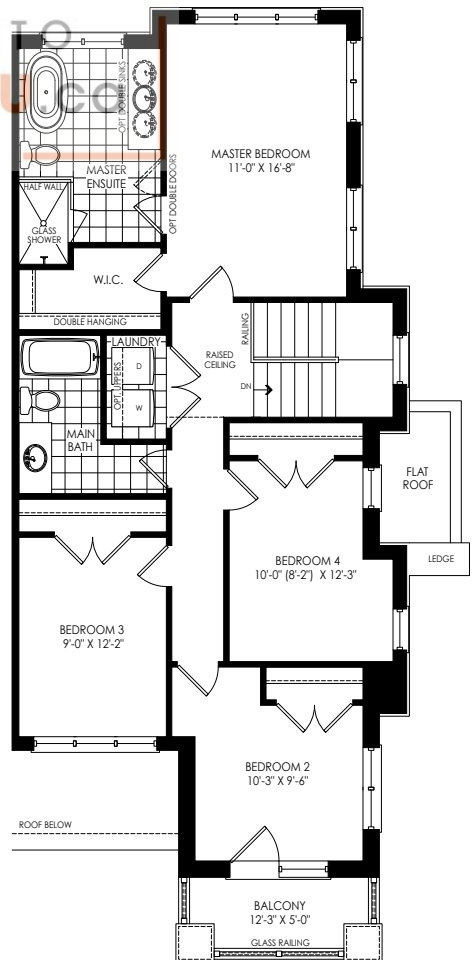 TO
U.CO
OPT DOUBLE SINKS
MASTER
ENSUITE
OPT DOUBLE DOORS
MASTER BEDROOM
11'-0" X 16'-8"
HALF WALL
GLASS
SHOWER
W.I.C.
DOUBLE HANGING
LAUNDRY
OPT. UPPERS
D
W
RAISED
CEILING
RAILING
DN
MAIN
BATH
FLAT
ROOF
LEDGE
BEDROOM 4
10'-0" (8'-2") X 12'-3"
BEDROOM 3
9'-0" X 12'-2"
BEDROOM 2
10'-3" X 9'-6"
ROOF BELOW
BALCONY
12'-3" X 5'-0"
GLASS RAILING